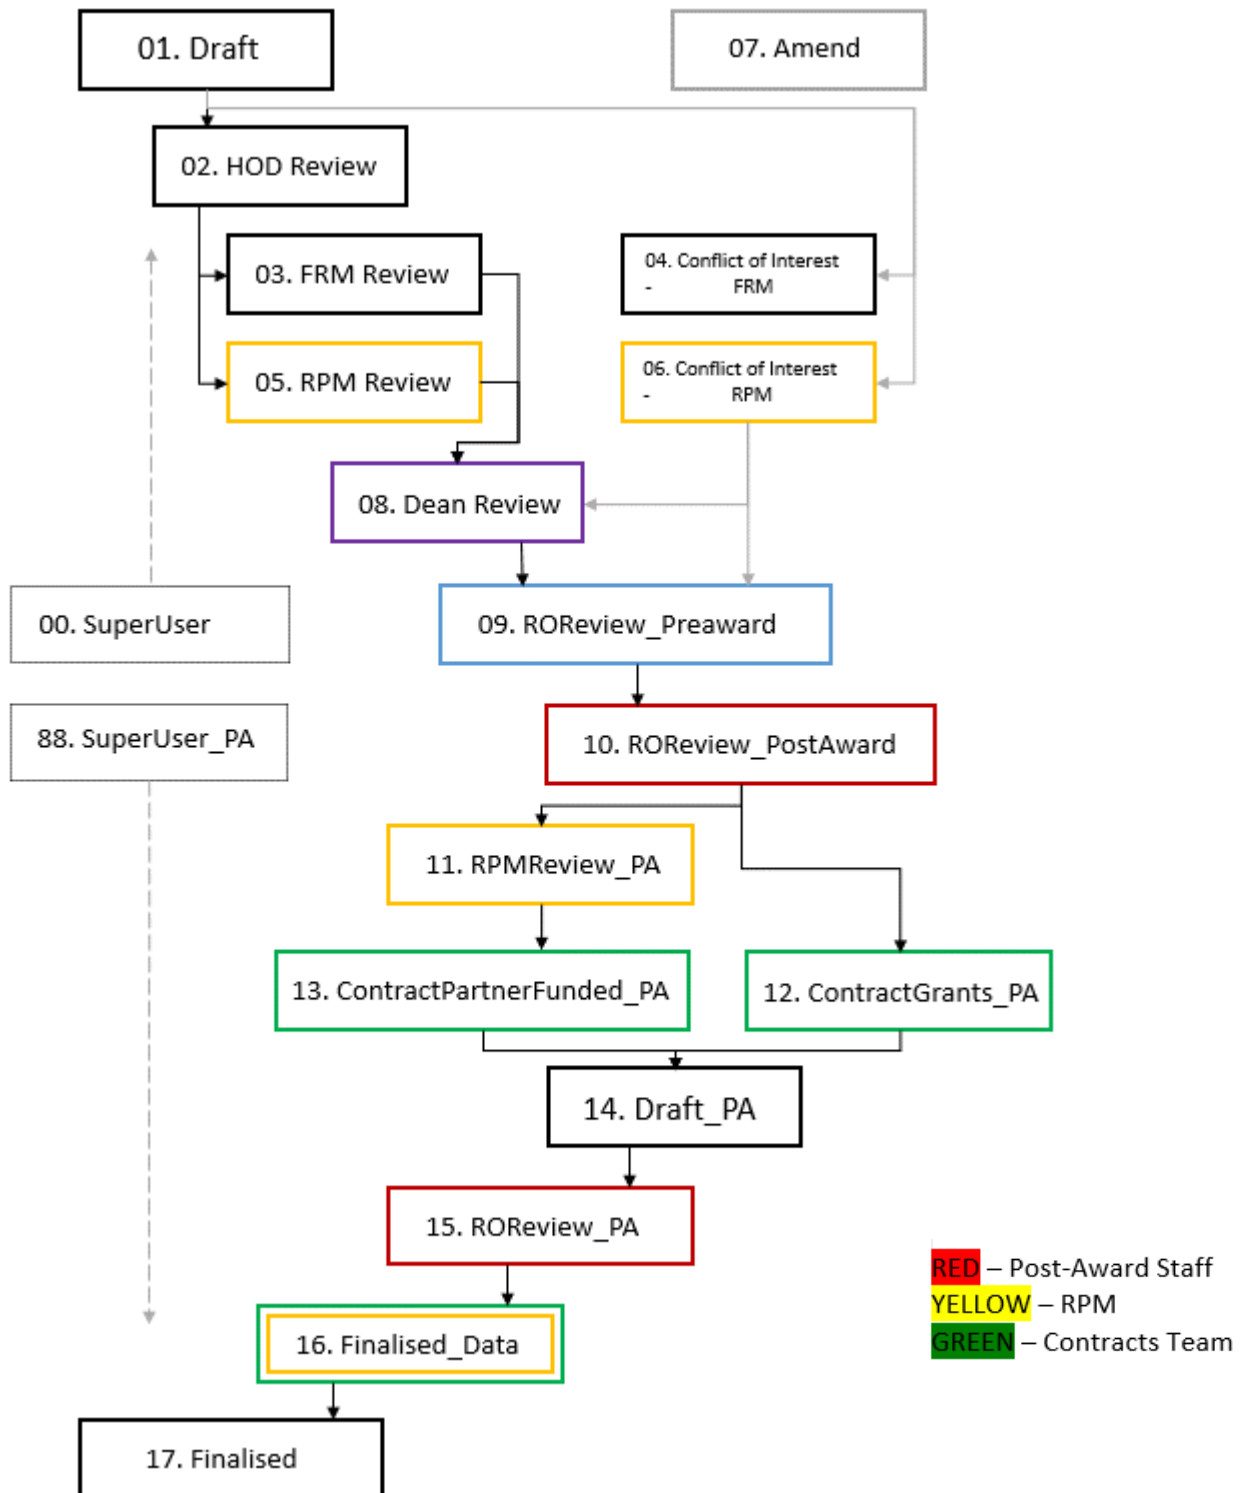 01. Draft
07. Amend
02. HOD Review
03. FRM Review
04. Conflict of Interest
- FRM
05. RPM Review
06. Conflict of Interest
- RPM
08. Dean Review
00. SuperUser
09. ROReview_Preaward
88. SuperUser_PA
10. ROReview_PostAward
11. RPMReview_PA
13. ContractPartnerFunded_PA
12. ContractGrants_PA
14. Draft_PA
15. ROReview_PA
RED – Post-Award Staff
YELLOW – RPM
GREEN – Contracts Team
16. Finalised_Data
17. Finalised